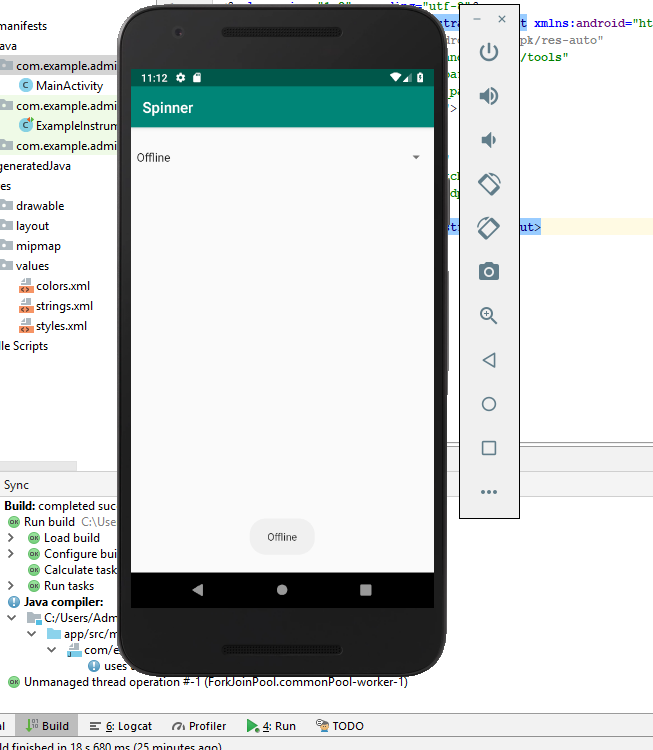 manifests
java
com.example.admi
MainActivity
com.example.admi
ExampleInstrum
com.example.admi
generatedJava
es
drawable
layout
mipmap
values
colors.xml
strings.xml
styles.xml
dle Scripts
11:12
Spinner
Offline
Offline
xmlns:android="ht
pk/res-auto"
/tools"
ut>
Sync
Build: completed suc
Run build C:\Use
Load build
Configure bui
Calculate task
Run tasks
Java compiler:
C:/Users/Adm
app/src/m
com/e
uses
Unmanaged thread operation #-1 (ForkJoinPool.commonPool-worker-1)
al
Build
6: Logcat
Profiler
4: Run
TODO
ld finished in 18 s 680 ms (25 minutes ago)